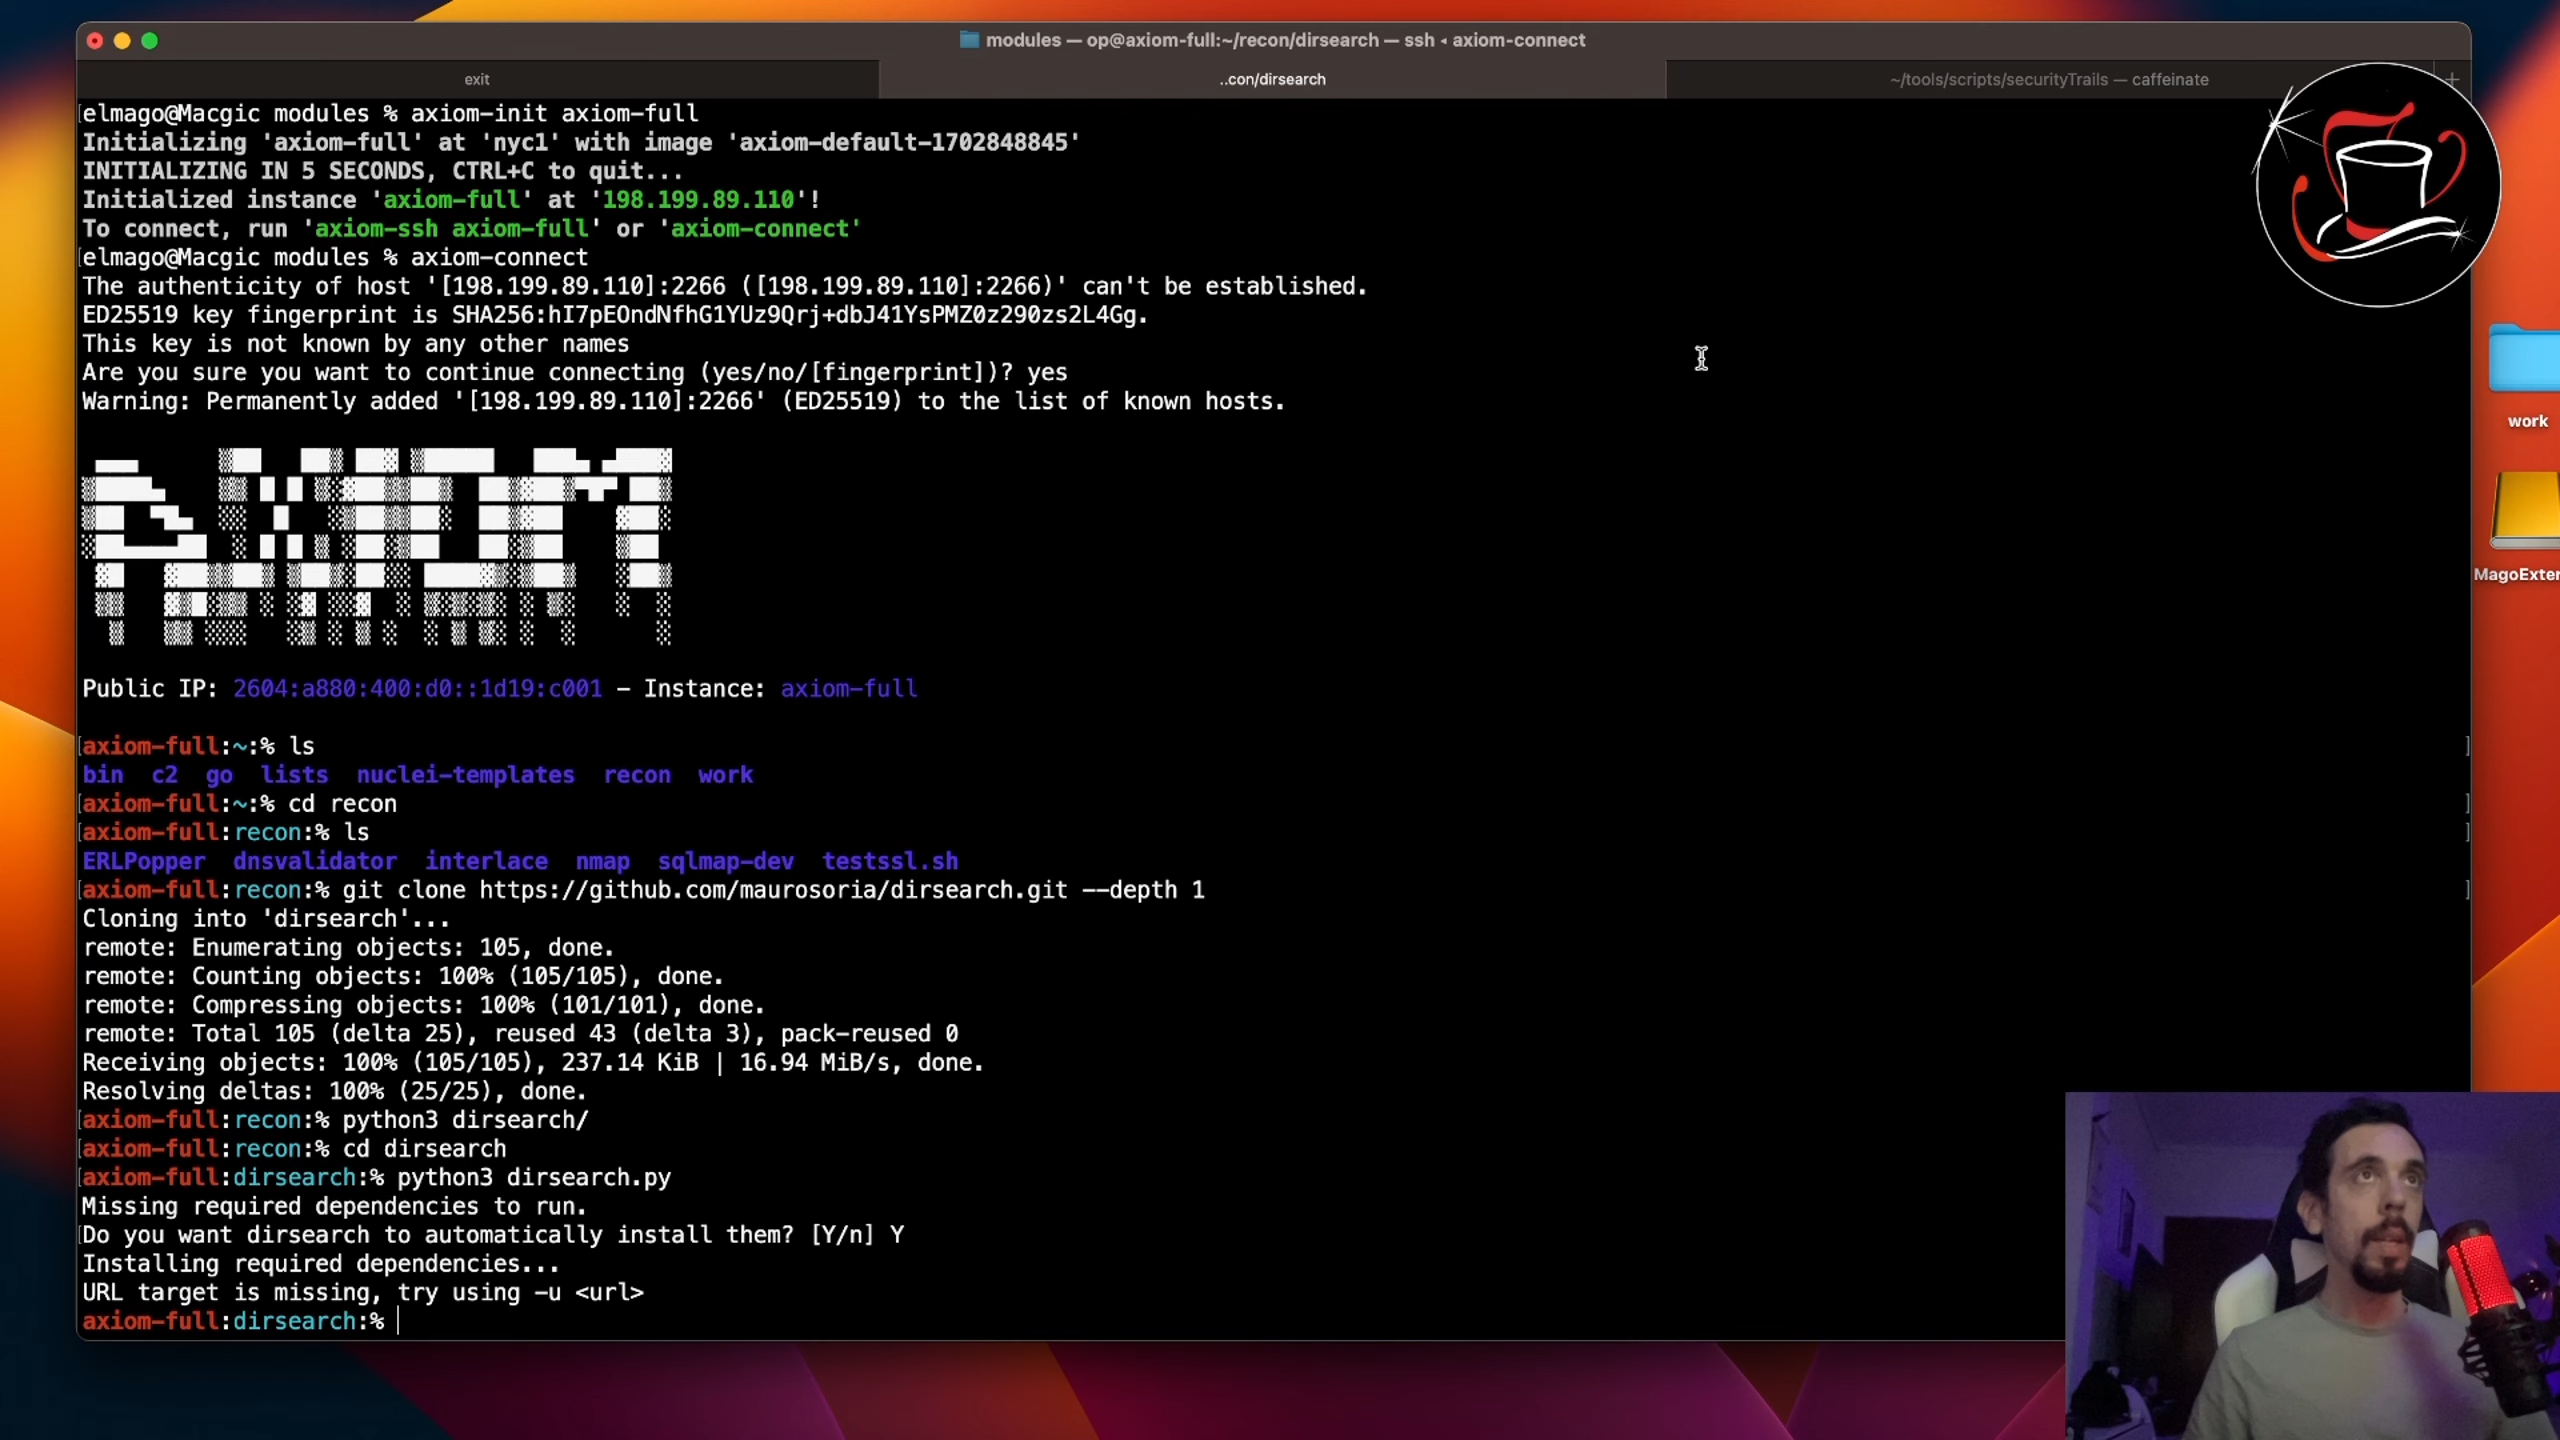 modules — op@axiom-full:~/recon/dirsearch — ssh ◂ axiom-connect
exit
..con/dirsearch
~/tools/scripts/securityTrails — caffeinate
+
elmago@Macgic modules % axiom-init axiom-full
Initializing 'axiom-full' at 'nyc1' with image 'axiom-default-1702848845'
INITIALIZING IN 5 SECONDS, CTRL+C to quit...
Initialized instance 'axiom-full' at '198.199.89.110'!
To connect, run 'axiom-ssh axiom-full' or 'axiom-connect'
elmago@Macgic modules % axiom-connect
The authenticity of host '[198.199.89.110]:2266 ([198.199.89.110]:2266)' can't be established.
ED25519 key fingerprint is SHA256:hI7pEOndNfhG1YUz9Qrj+dbJ41YsPMZ0z290zs2L4Gg.
This key is not known by any other names
Are you sure you want to continue connecting (yes/no/[fingerprint])? yes
Warning: Permanently added '[198.199.89.110]:2266' (ED25519) to the list of known hosts.
AXIOM
Public IP: 2604:a880:400:d0::1d19:c001 - Instance: axiom-full
axiom-full:~:% ls
bin c2 go lists nuclei-templates recon work
axiom-full:~:% cd recon
axiom-full:recon:% ls
ERLPopper dnsvalidator interlace nmap sqlmap-dev testssl.sh
axiom-full:recon:% git clone https://github.com/maurosoria/dirsearch.git --depth 1
Cloning into 'dirsearch'...
remote: Enumerating objects: 105, done.
remote: Counting objects: 100% (105/105), done.
remote: Compressing objects: 100% (101/101), done.
remote: Total 105 (delta 25), reused 43 (delta 3), pack-reused 0
Receiving objects: 100% (105/105), 237.14 KiB | 16.94 MiB/s, done.
Resolving deltas: 100% (25/25), done.
axiom-full:recon:% python3 dirsearch/
axiom-full:recon:% cd dirsearch
axiom-full:dirsearch:% python3 dirsearch.py
Missing required dependencies to run.
Do you want dirsearch to automatically install them? [Y/n] Y
Installing required dependencies...
URL target is missing, try using -u <url>
axiom-full:dirsearch:%
work
MagoExter